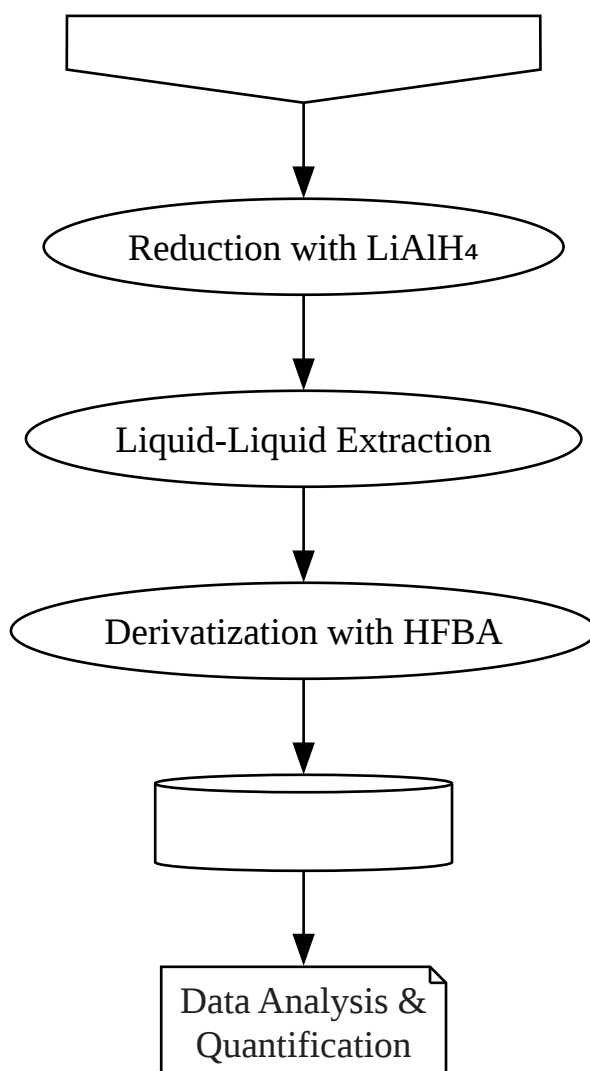 Reduction with LiAlH₄
Liquid-Liquid Extraction
Derivatization with HFBA
Data Analysis &
Quantification